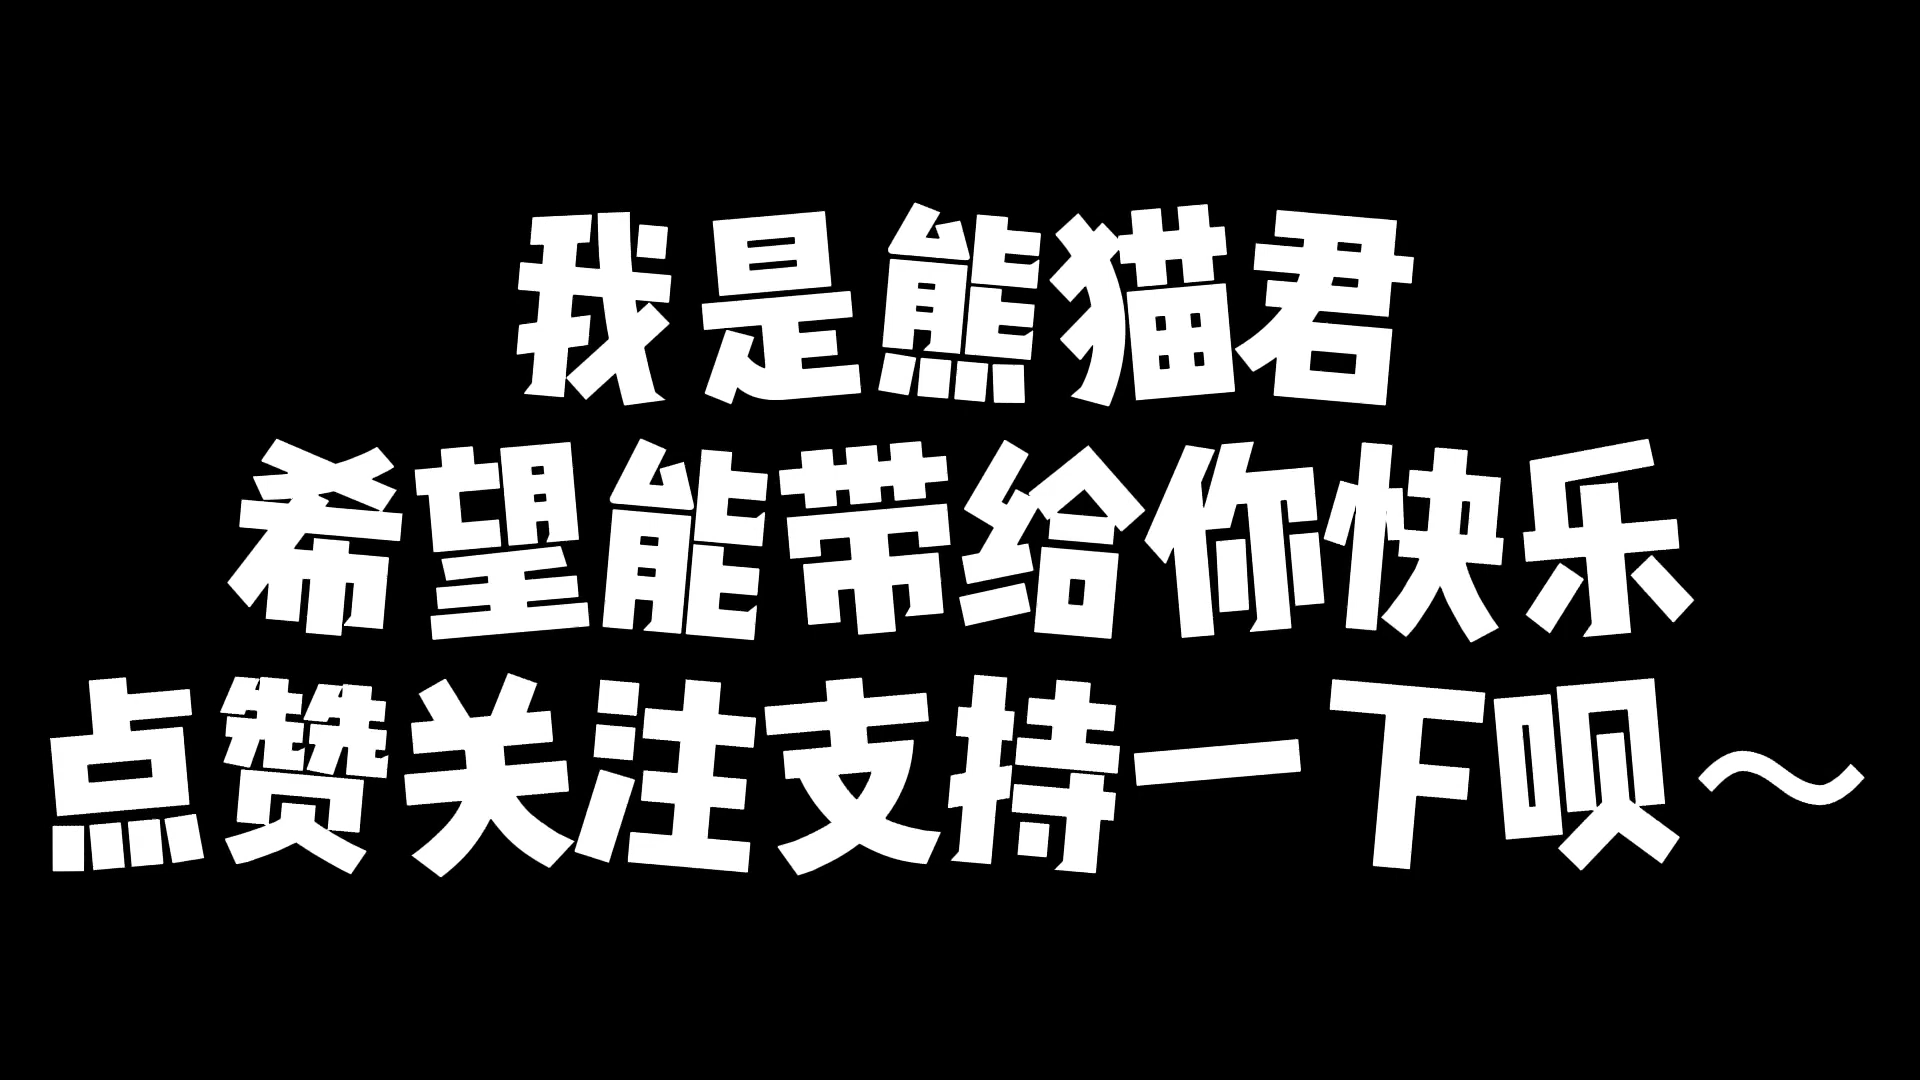 我是熊猫君
希望能带给你快乐
点赞关注支持一下呗～